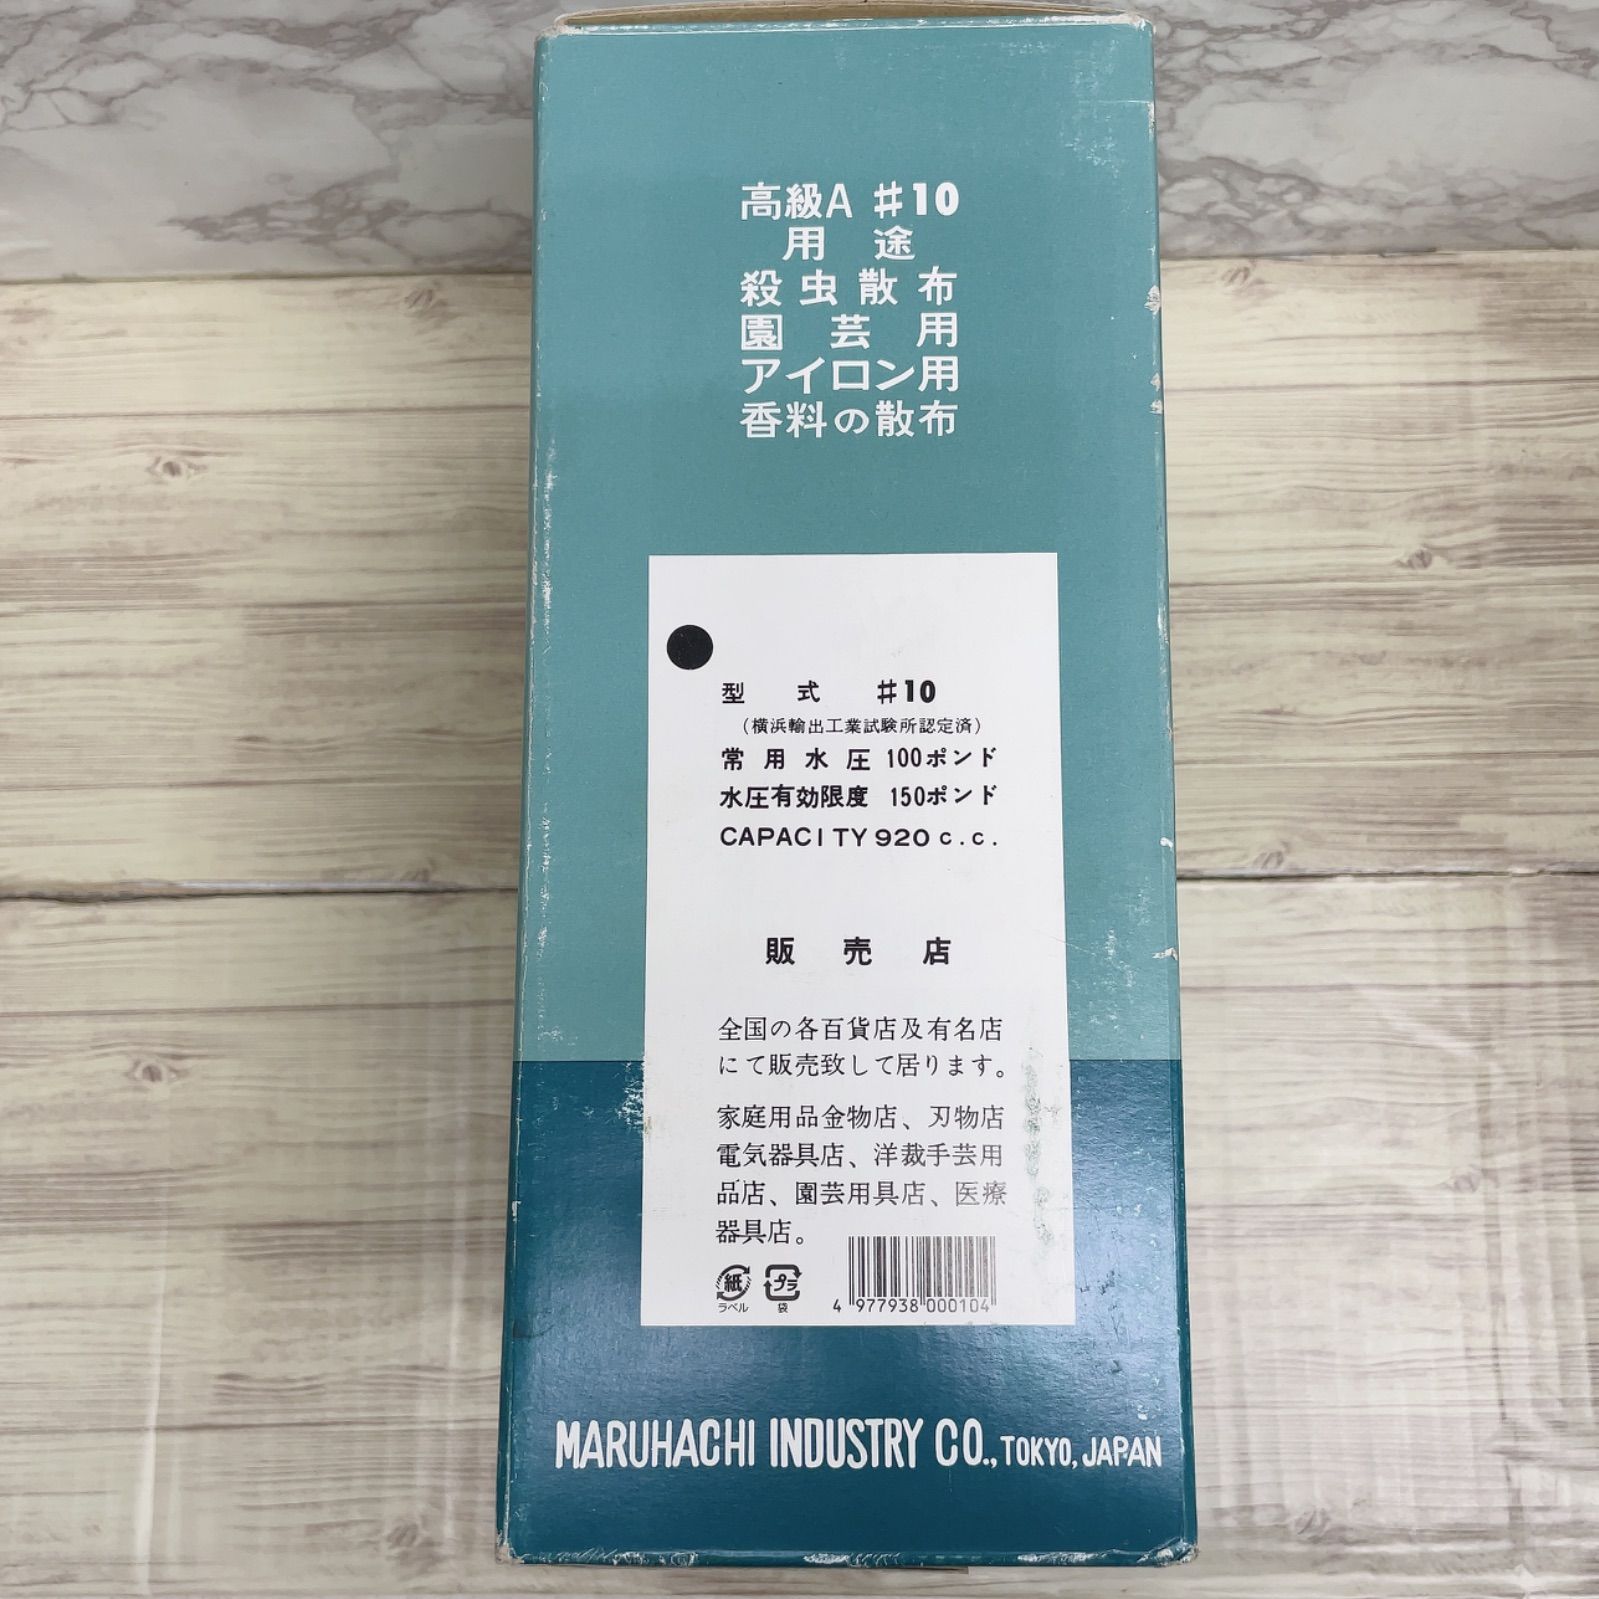 高級A #10
用途
殺虫散布
園芸用
アイロン用
香料の散布
型式 #10
(横浜輸出工業試験所認定済)
常用水圧 100ポンド
水圧有効限度 150ポンド
CAPACITY 920 c.c.
販売店
全国の各百貨店及有名店
にて販売致して居ります。
家庭用品金物店、刃物店
電気器具店、洋裁手芸用
品店、園芸用具店、医療
器具店。
紙
ラベル
プラ
袋
4 977938 000104
MARUHACHI INDUSTRY CO., TOKYO, JAPAN